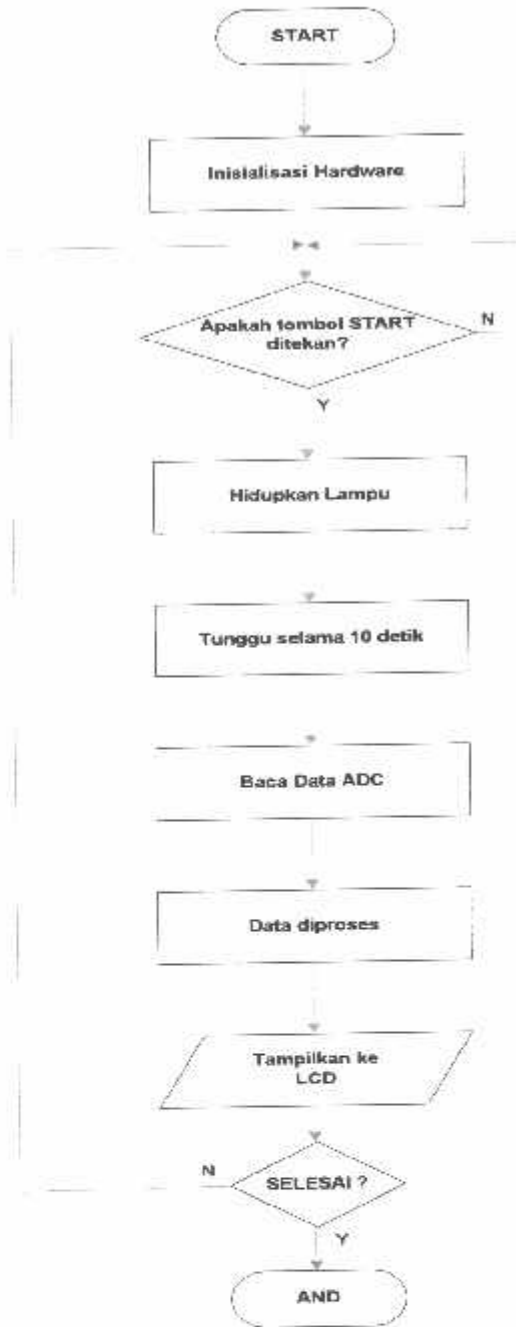 START
Inisialisasi Hardware
Apakah tombol START
ditekan?
N
Y
Hidupkan Lampu
Tunggu selama 10 detik
Baca Data ADC
Data diproses
Tampilkan ke
LCD
N
SELESAI ?
Y
AND